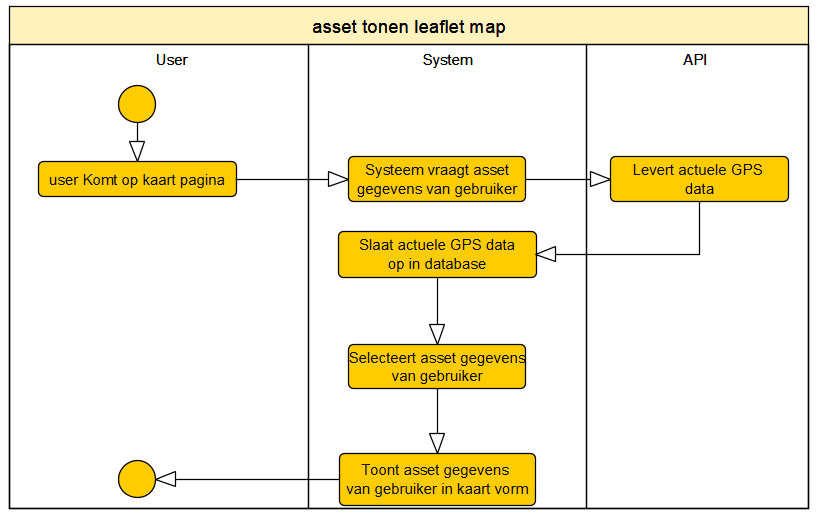 asset tonen leaflet map
User
System
API
user Komt op kaart pagina
Systeem vraagt asset
gegevens van gebruiker
Levert actuele GPS
data
Slaat actuele GPS data
op in database
Selecteert asset gegevens
van gebruiker
Toont asset gegevens
van gebruiker in kaart vorm